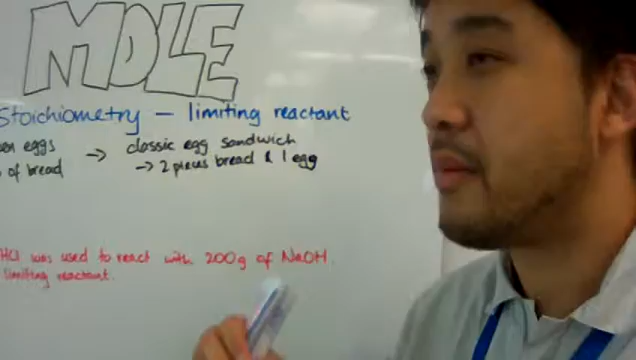 MOLE
Stoichiometry – limiting reactant
eggs → classic egg sandwich
of bread → 2 pieces bread & 1 egg
HCl was used to react with 200g of NaOH.
limiting reactant.